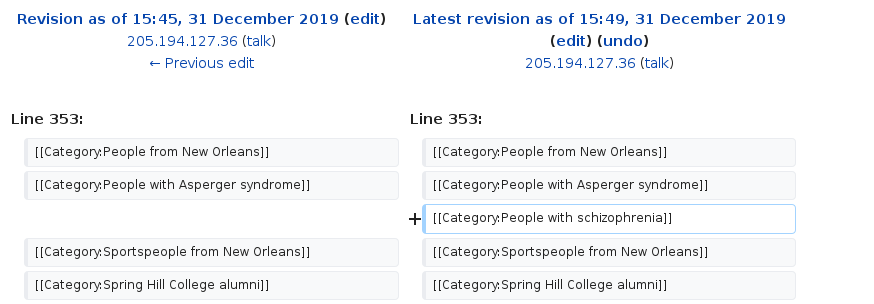 Revision as of 15:45, 31 December 2019 (edit)
205.194.127.36 (talk)
← Previous edit
Latest revision as of 15:49, 31 December 2019
(edit) (undo)
205.194.127.36 (talk)
Line 353:
Line 353:
[[Category:People from New Orleans]]
[[Category:People from New Orleans]]
[[Category:People with Asperger syndrome]]
[[Category:People with Asperger syndrome]]
+ [[Category:People with schizophrenia]]
[[Category:Sportspeople from New Orleans]]
[[Category:Sportspeople from New Orleans]]
[[Category:Spring Hill College alumni]]
[[Category:Spring Hill College alumni]]